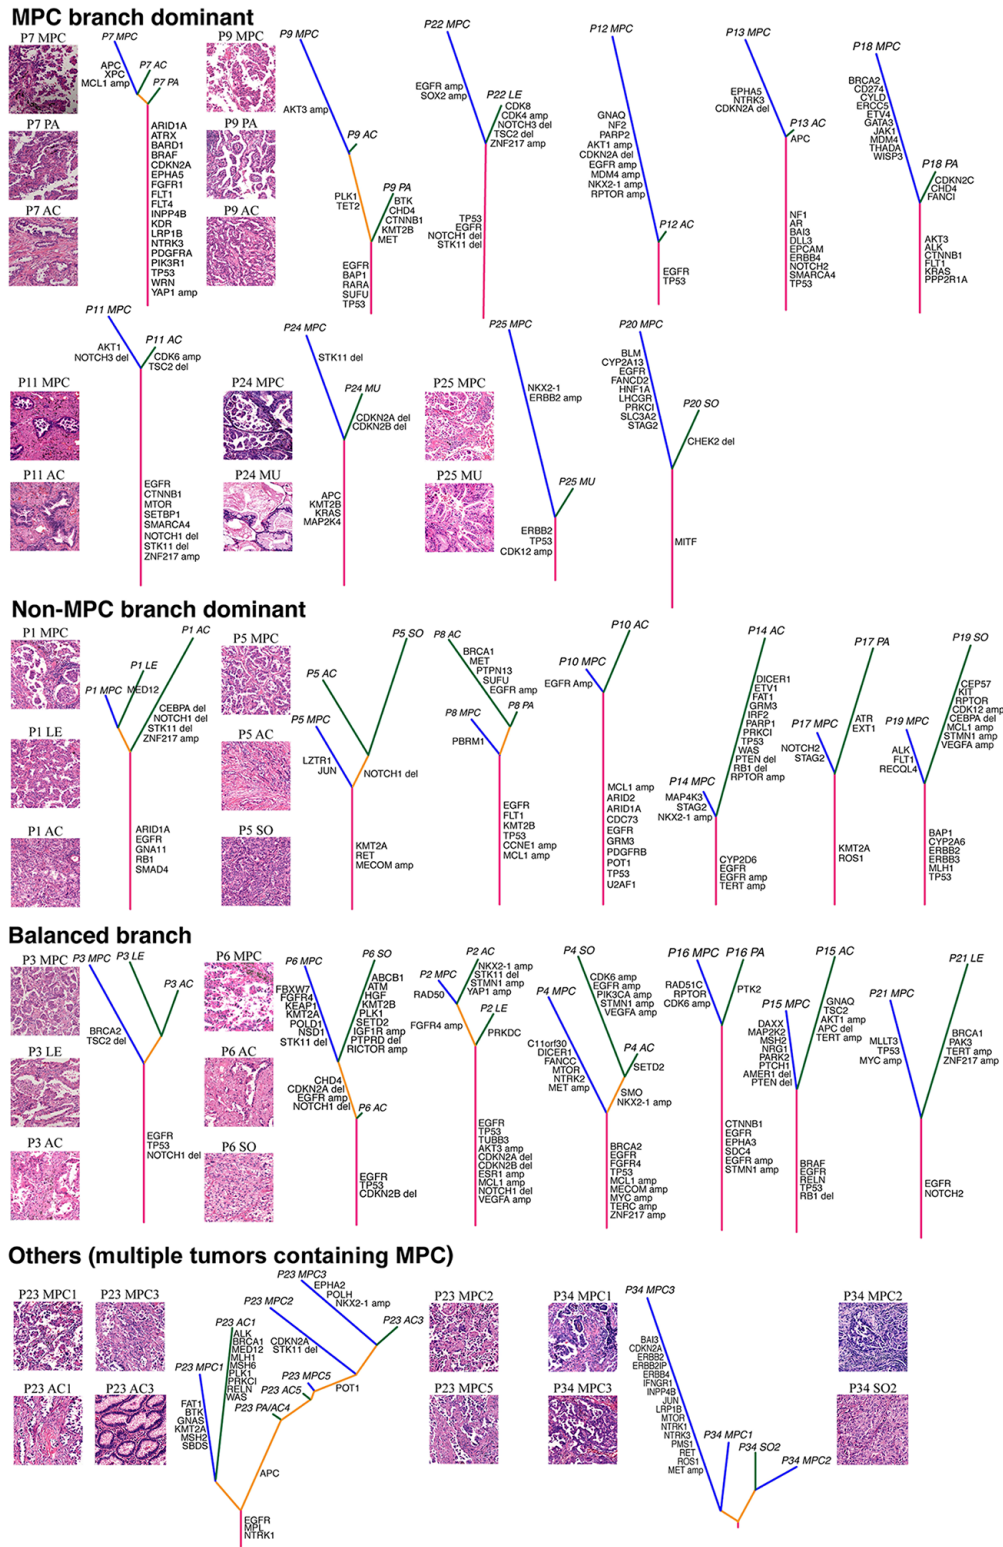 MPC branch dominant
P7 MPC
P7 PA
P7 AC
P7 MPC
APC
XPC
MCL1 amp
P7 AC
P7 PA
ARID1A
ATRX
BARD1
BRAF
CDKN2A
EPHA5
FGFR1
FLT1
FLT4
INPP4B
KDR
LRP1B
NTRK3
PDGFRA
PIK3R1
TP53
WRN
YAP1 amp
P9 MPC
P9 PA
P9 AC
P9 MPC
AKT3 amp
P9 AC
PLK1
TET2
P9 PA
BTK
CHD4
CTNNB1
KMT2B
MET
EGFR
BAP1
RARA
SUFU
TP53
P22 MPC
EGFR amp
SOX2 amp
P22 LE
CDK8
CDK4 amp
NOTCH3 del
TSC2 del
ZNF217 amp
TP53
EGFR
NOTCH1 del
STK11 del
P12 MPC
GNAQ
NF2
PARP2
AKT1 amp
CDKN2A del
EGFR amp
MDM4 amp
NKX2-1 amp
RPTOR amp
P12 AC
EGFR
TP53
P13 MPC
EPHA5
NTRK3
CDKN2A del
P13 AC
APC
NF1
AR
BAI3
DLL3
EPCAM
ERBB4
NOTCH2
SMARCA4
TP53
P18 MPC
BRCA2
CD274
CYLD
ERCC5
ETV4
GATA3
JAK1
MDM4
THADA
WISP3
P18 PA
CDKN2C
CHD4
FANCI
AKT3
ALK
CTNNB1
FLT1
KRAS
PPP2R1A
P11 MPC
P11 AC
P11 MPC
AKT1
NOTCH3 del
P11 AC
CDK6 amp
TSC2 del
EGFR
CTNNB1
MTOR
SETBP1
SMARCA4
NOTCH1 del
STK11 del
ZNF217 amp
P24 MPC
P24 MU
P24 MPC
STK11 del
P24 MU
CDKN2A del
CDKN2B del
APC
KMT2B
KRAS
MAP2K4
P25 MPC
P25 MU
P25 MPC
NKX2-1
ERBB2 amp
P25 MU
ERBB2
TP53
CDK12 amp
P20 MPC
BLM
CYP2A13
EGFR
FANCD2
HNF1A
LHCGR
PRKCI
SLC3A2
STAG2
P20 SO
CHEK2 del
MITF
Non-MPC branch dominant
P1 MPC
P1 LE
P1 AC
P1 MPC
P1 LE
MED12
P1 AC
CEBPA del
NOTCH1 del
STK11 del
ZNF217 amp
ARID1A
EGFR
GNA11
RB1
SMAD4
P5 MPC
P5 AC
P5 SO
P5 MPC
LZTR1
JUN
P5 AC
P5 SO
NOTCH1 del
KMT2A
RET
MECOM amp
P8 AC
BRCA1
MET
PTPN13
SUFU
EGFR amp
P8 MPC
PBRM1
P8 PA
EGFR
FLT1
KMT2B
TP53
CCNE1 amp
MCL1 amp
P10 MPC
EGFR Amp
P10 AC
MCL1 amp
ARID2
ARID1A
CDC73
EGFR
GRM3
PDGFRB
POT1
TP53
U2AF1
P14 AC
DICER1
ETV1
FAT1
GRM3
IRF2
PARP1
PRKCI
TP53
WAS
PTEN del
RB1 del
RPTOR amp
P14 MPC
MAP4K3
STAG2
NKX2-1 amp
CYP2D6
EGFR
EGFR amp
TERT amp
P17 PA
ATR
EXT1
P17 MPC
NOTCH2
STAG2
KMT2A
ROS1
P19 SO
CEP57
KIT
RPTOR
CDK12 amp
CEBPA del
MCL1 amp
STMN1 amp
VEGFA amp
P19 MPC
ALK
FLT1
RECQL4
BAP1
CYP2A6
ERBB2
ERBB3
MLH1
TP53
Balanced branch
P3 MPC
P3 LE
P3 AC
P3 MPC
BRCA2
TSC2 del
P3 LE
P3 AC
EGFR
TP53
NOTCH1 del
P6 MPC
P6 AC
P6 SO
P6 MPC
FBXW7
FGFR4
KEAP1
KMT2A
POLD1
NSD1
STK11 del
P6 SO
ABCB1
ATM
HGF
KMT2B
PLK1
SETD2
IGF1R amp
PTPRD del
RICTOR amp
CHD4
CDKN2A del
EGFR amp
NOTCH1 del
P6 AC
EGFR
TP53
CDKN2B del
P2 AC
NKX2-1 amp
STK11 del
STMN1 amp
YAP1 amp
P2 MPC
RAD50
FGFR4 amp
P2 LE
PRKDC
EGFR
TP53
TUBB3
AKT3 amp
CDKN2A del
CDKN2B del
ESR1 amp
MCL1 amp
NOTCH1 del
VEGFA amp
P4 SO
CDK6 amp
EGFR amp
PIK3CA amp
STMN1 amp
VEGFA amp
P4 MPC
C11orf30
DICER1
FANCC
MTOR
NTRK2
MET amp
P4 AC
SETD2
SMO
NKX2-1 amp
BRCA2
EGFR
FGFR4
TP53
MCL1 amp
MECOM amp
MYC amp
TERC amp
ZNF217 amp
P16 MPC
RAD51C
RPTOR
CDK6 amp
P16 PA
PTK2
CTNNB1
EGFR
EPHA3
SDC4
EGFR amp
STMN1 amp
P15 MPC
DAXX
MAP2K2
MSH2
NRG1
PARK2
PTCH1
AMER1 del
PTEN del
P15 AC
GNAQ
TSC2
AKT1 amp
APC del
TERT amp
BRAF
EGFR
RELN
TP53
RB1 del
P21 MPC
MLLT3
TP53
MYC amp
P21 LE
BRCA1
PAK3
TERT amp
ZNF217 amp
EGFR
NOTCH2
Others (multiple tumors containing MPC)
P23 MPC1
P23 MPC3
P23 AC1
P23 AC3
P23 MPC1
FAT1
BTK
GNAS
KMT2A
MSH2
SBDS
P23 AC1
ALK
BRCA1
MED12
MLH1
MSH6
PLK1
PRKCI
RELN
WAS
P23 MPC2
CDKN2A
STK11 del
P23 MPC3
EPHA2
POLH
NKX2-1 amp
P23 AC3
P23 MPC5
P23 AC5
P23 PA/AC4
POT1
APC
EGFR
MPL
NTRK1
P23 MPC2
P23 MPC5
P34 MPC1
P34 MPC3
P34 MPC3
BAI3
CDKN2A
ERBB2
ERBB2IP
ERBB4
IFNGR1
INPP4B
JUN
LRP1B
MTOR
NTRK1
NTRK3
PMS1
RET
ROS1
MET amp
P34 MPC1
P34 SO2
P34 MPC2
P34 MPC2
P34 SO2